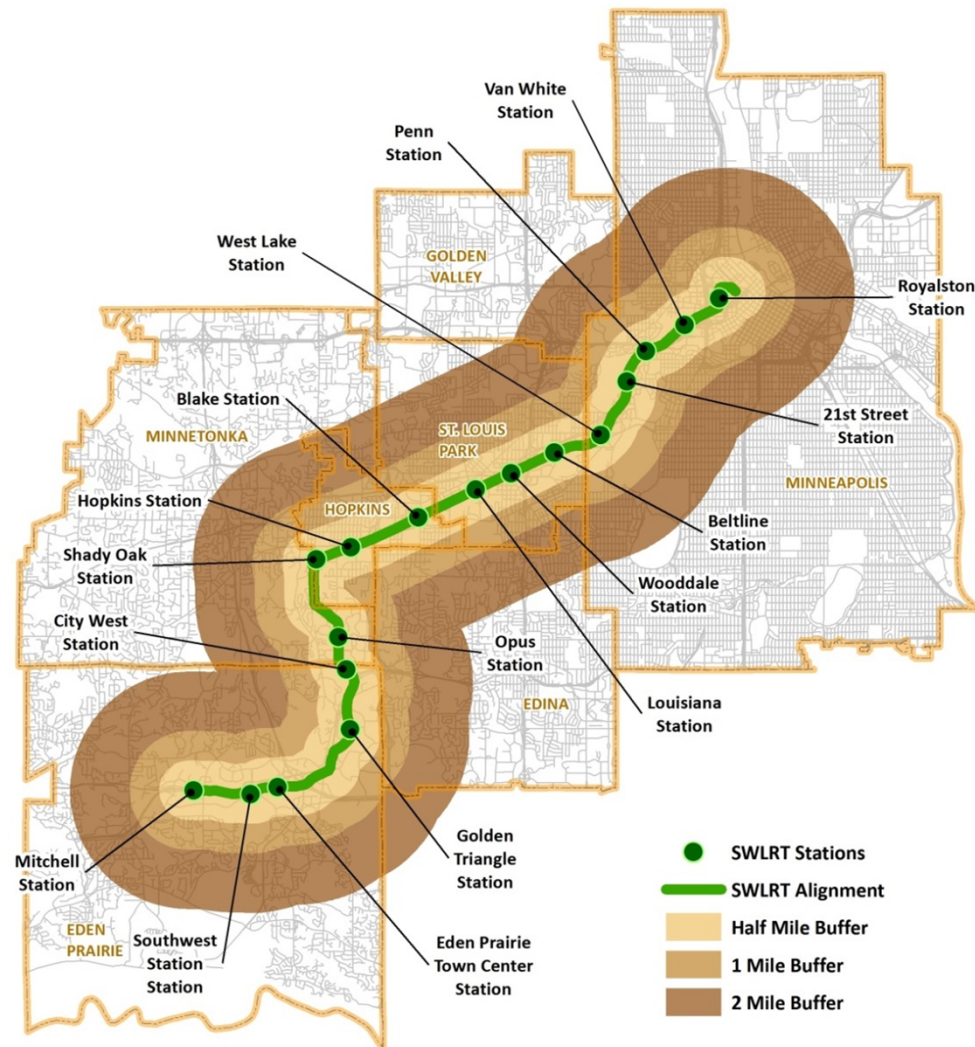 Van White
Station
Penn
Station
West Lake
Station
GOLDEN
VALLEY
Royalston
Station
Blake Station
MINNETONKA
ST. LOUIS
PARK
21st Street
Station
MINNEAPOLIS
Hopkins Station
HOPKINS
Beltline
Station
Shady Oak
Station
Wooddale
Station
City West
Station
Opus
Station
EDINA
Louisiana
Station
Golden
Triangle
Station
Mitchell
Station
EDEN
PRAIRIE
Southwest
Station
Station
Eden Prairie
Town Center
Station
SWLRT Stations
SWLRT Alignment
Half Mile Buffer
1 Mile Buffer
2 Mile Buffer